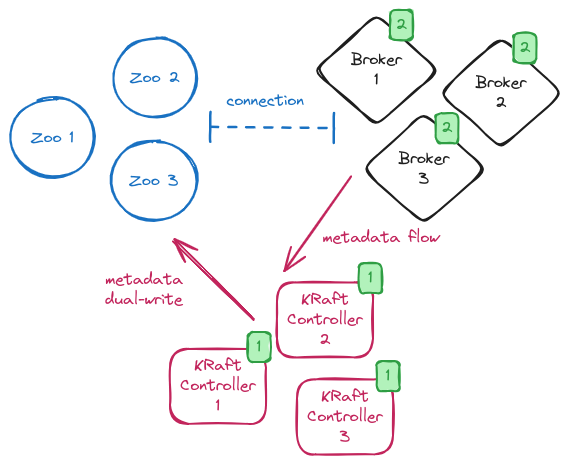 Zoo 1
Zoo 2
Zoo 3
connection
2
Broker
1
2
Broker
2
2
Broker
3
metadata flow
metadata
dual-write
1
KRaft
Controller
1
1
KRaft
Controller
2
1
KRaft
Controller
3